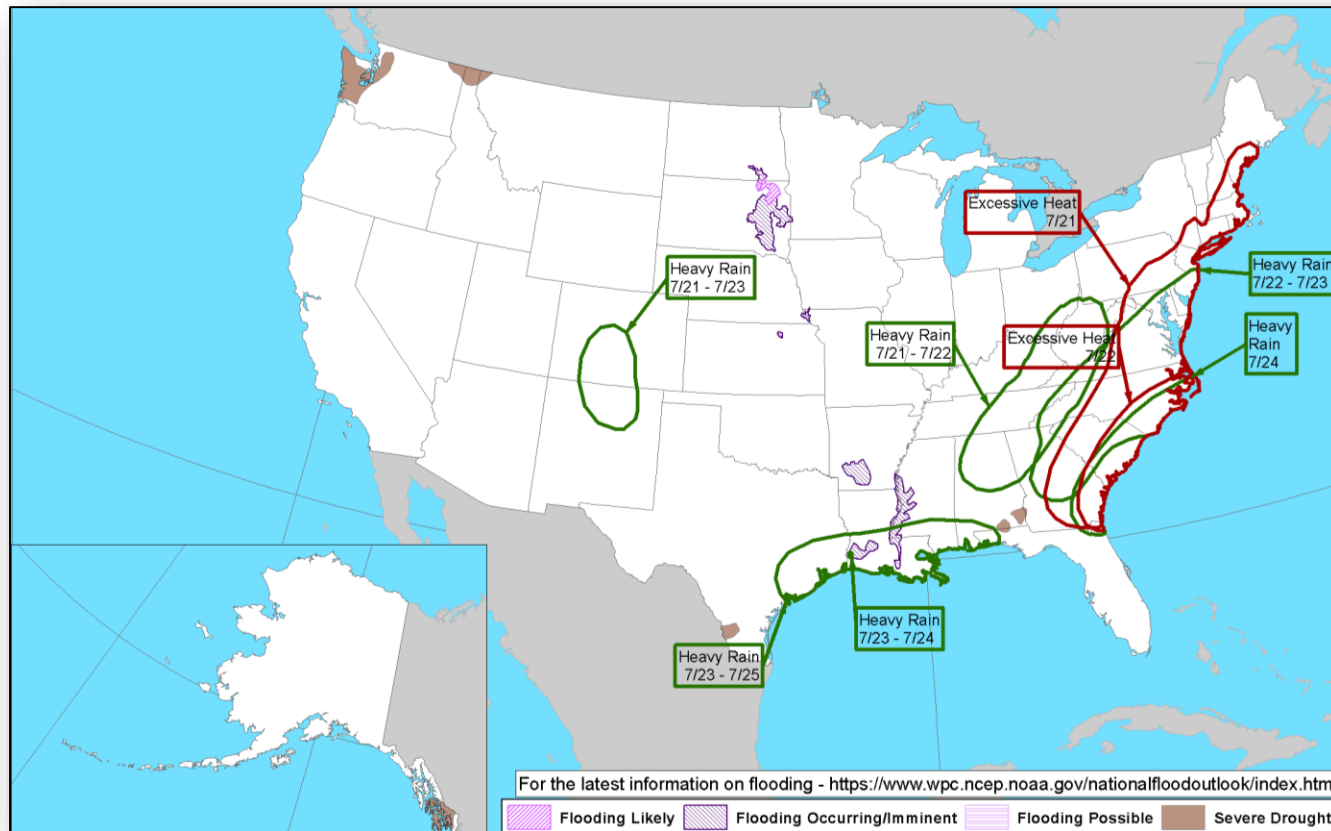 Excessive Heat
7/21
Heavy Rain
7/21 - 7/23
Heavy Rain
7/22 - 7/23
Heavy Rain
7/21 - 7/22
Excessive Heat
7/22
Heavy
Rain
7/24
Heavy Rain
7/23 - 7/24
Heavy Rain
7/23 - 7/25
For the latest information on flooding - https://www.wpc.ncep.noaa.gov/nationalfloodoutlook/index.htm
Flooding Likely
Flooding Occurring/Imminent
Flooding Possible
Severe Drought